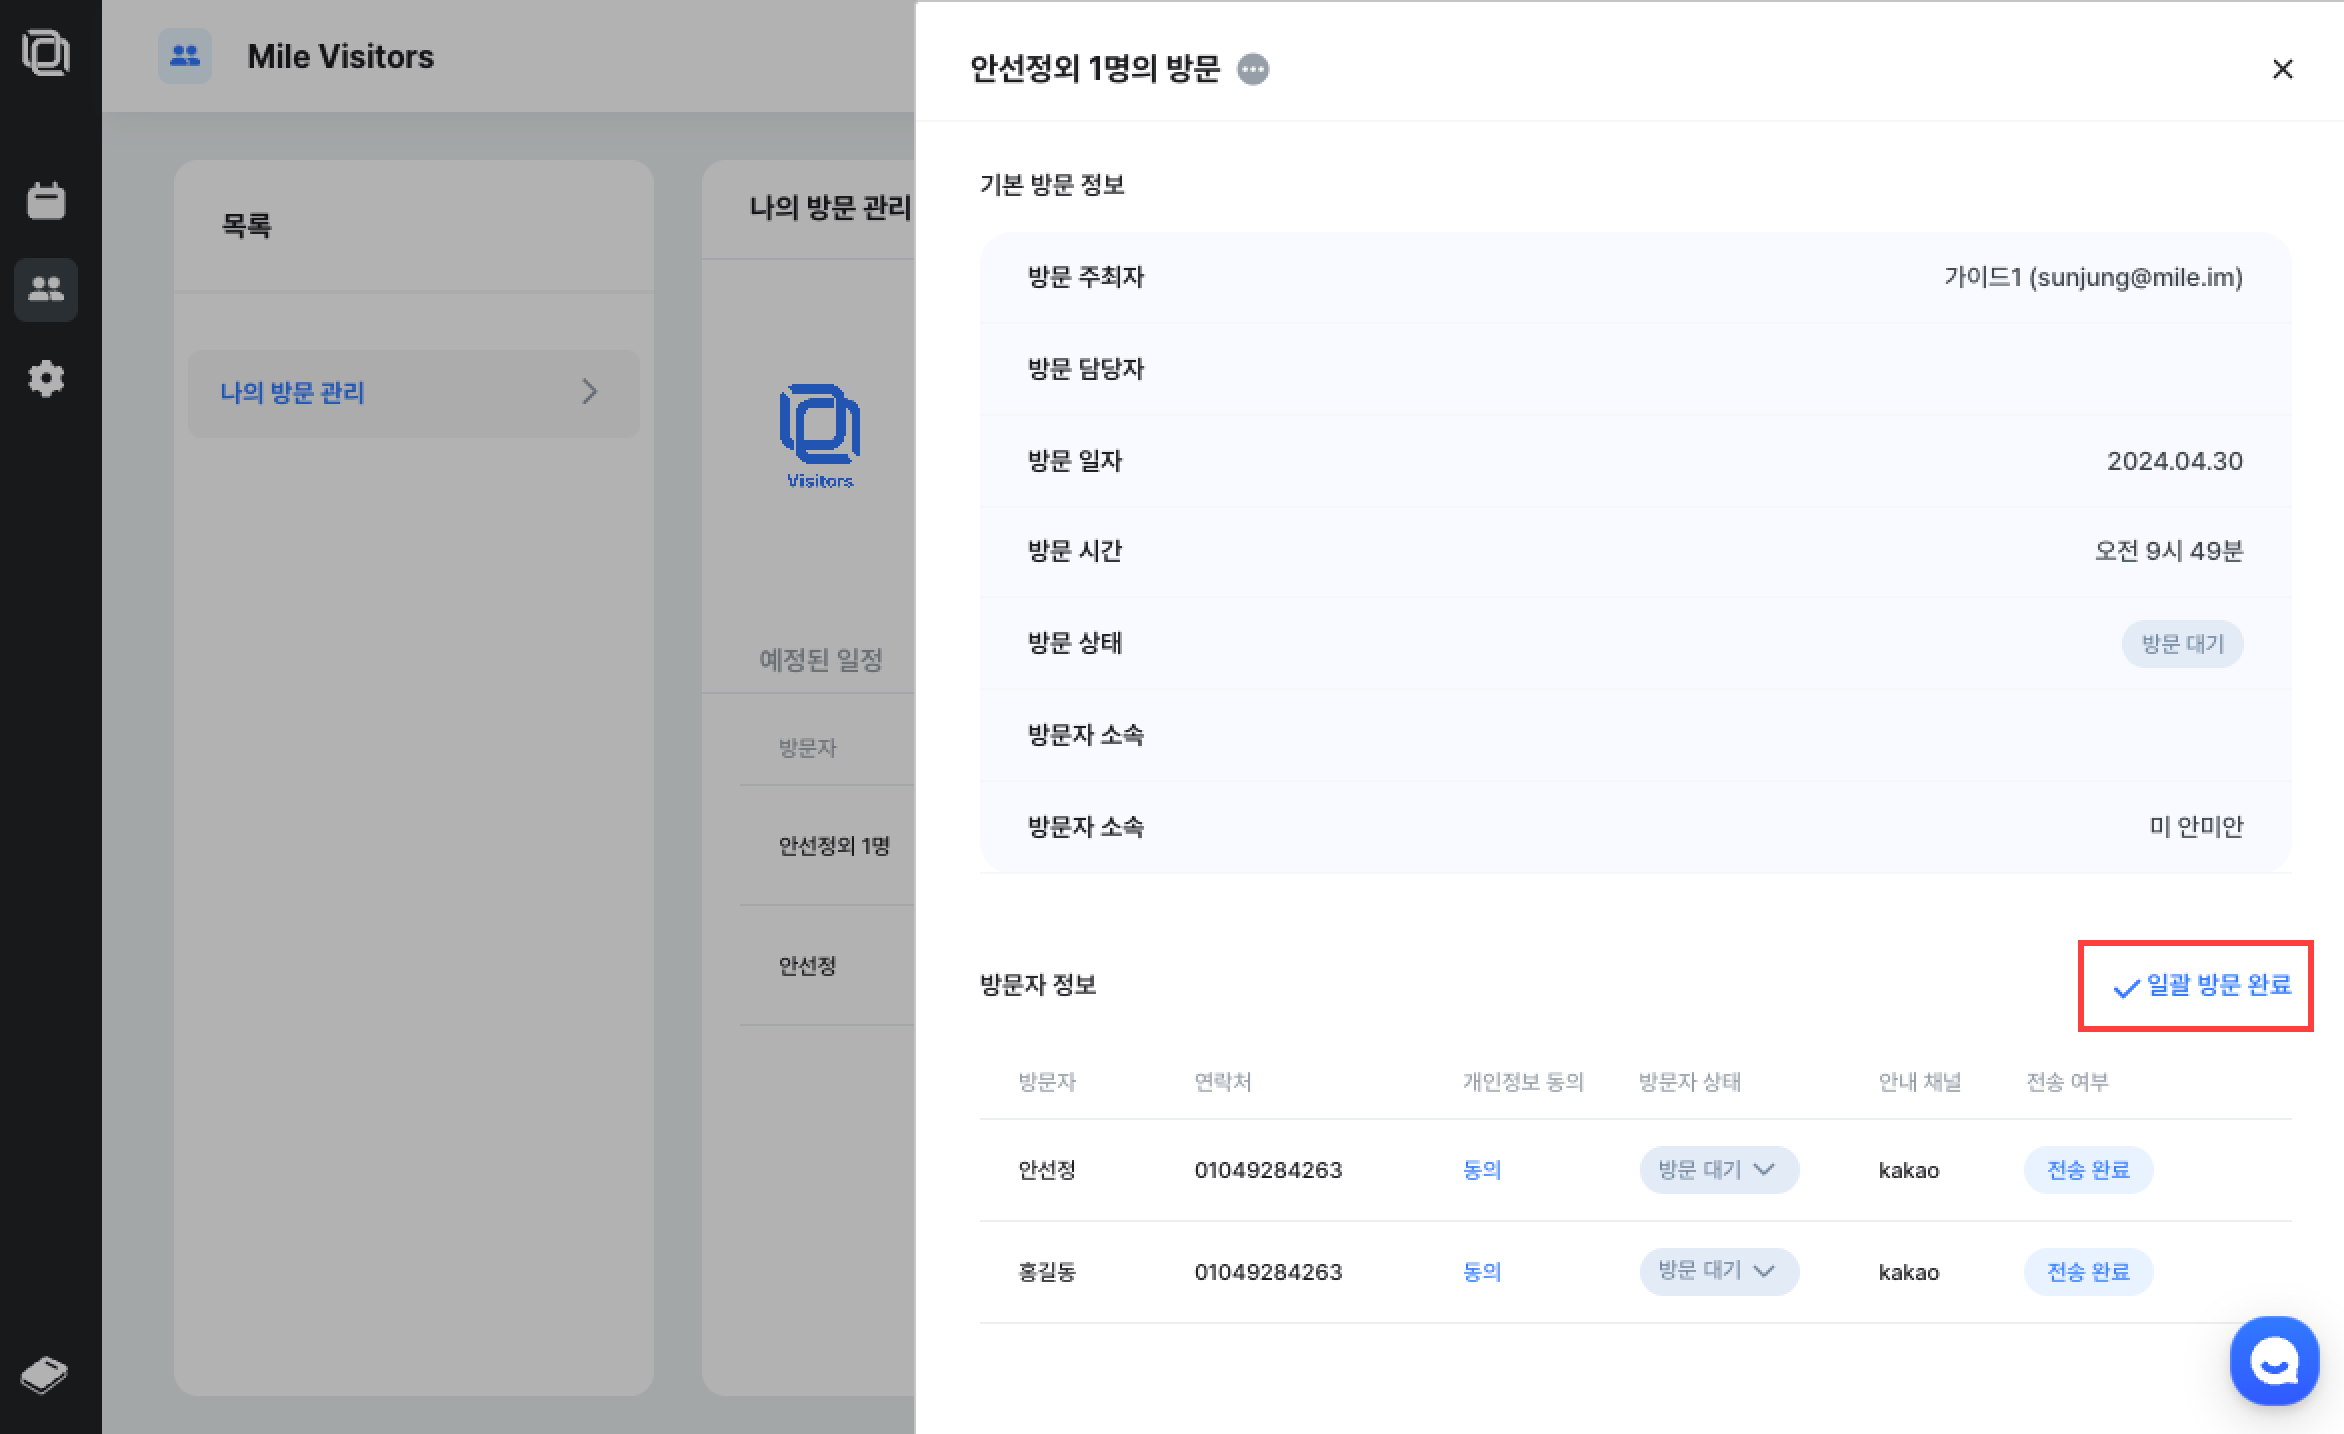 Mile Visitors
목록
나의 방문 관리
나의 방문 관리
Visitors
예정된 일정
방문자
안선정외 1명
안선정
안선정외 1명의 방문
기본 방문 정보
방문 주최자 가이드1 (sunjung@mile.im)
방문 담당자
방문 일자 2024.04.30
방문 시간 오전 9시 49분
방문 상태 방문 대기
방문자 소속
방문자 소속 미 안미안
방문자 정보 일괄 방문 완료
방문자 연락처 개인정보 동의 방문자 상태 안내 채널 전송 여부
안선정 01049284263 동의 방문 대기 kakao 전송 완료
홍길동 01049284263 동의 방문 대기 kakao 전송 완료